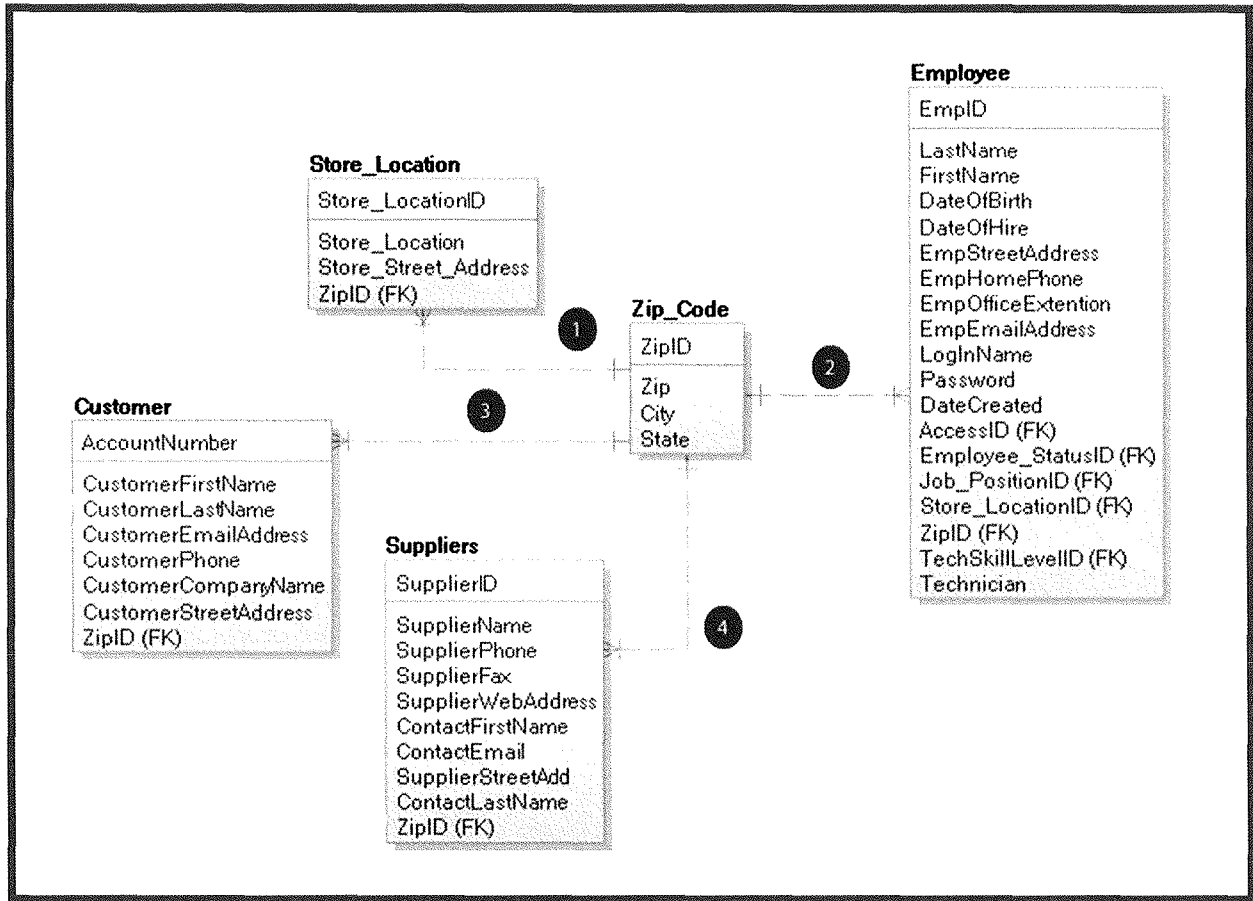 Employee
EmpID
LastName
FirstName
DateOfBirth
DateOfHire
EmpStreetAddress
EmpHomePhone
EmpOfficeExtention
EmpEmailAddress
LogInName
Password
DateCreated
AccessID (FK)
Employee_StatusID (FK)
Job_PositionID (FK)
Store_LocationID (FK)
ZipID (FK)
TechSkillLevelID (FK)
Technician
Store_Location
Store_LocationID
Store_Location
Store_Street_Address
ZipID (FK)
1
Zip_Code
ZipID
Zip
City
State
2
3
Customer
AccountNumber
CustomerFirstName
CustomerLastName
CustomerEmailAddress
CustomerPhone
CustomerCompanyName
CustomerStreetAddress
ZipID (FK)
Suppliers
SupplierID
SupplierName
SupplierPhone
SupplierFax
SupplierWebAddress
ContactFirstName
ContactEmail
SupplierStreetAdd
ContactLastName
ZipID (FK)
4